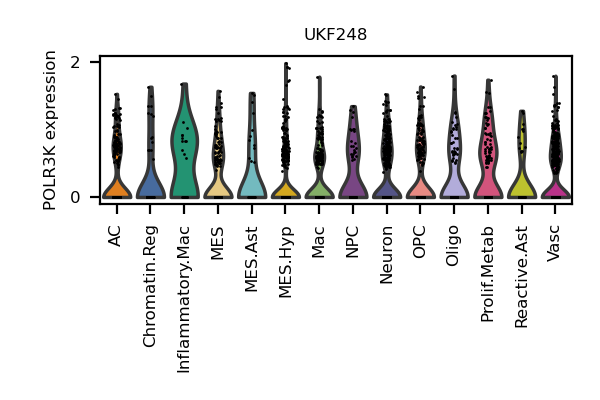 UKF248
POLR3K expression
2
0
AC
Chromatin.Reg
Inflammatory.Mac
MES
MES.Ast
MES.Hyp
Mac
NPC
Neuron
OPC
Oligo
Prolif.Metab
Reactive.Ast
Vasc